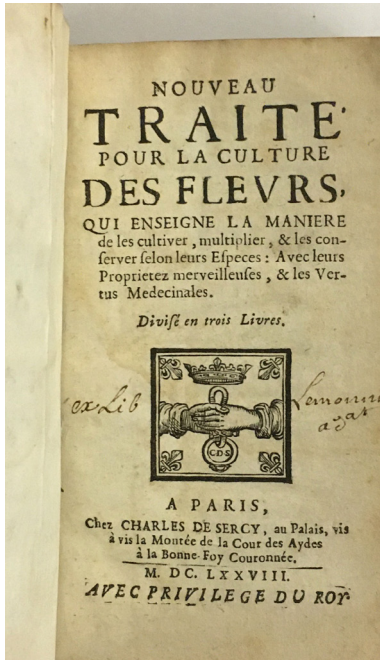 NOUVEAU
TRAITE'
POUR LA CULTURE
DES FLEVRS,
QUI ENSEIGNE LA MANIERE
de les cultiver, multiplier, & les con-
ſerver ſelon leurs Eſpeces : Avec leurs
Proprietez merveilleuſes, & les Ver-
tus Medecinales.
Diviſé en trois Livres.
ex Lib
C.D.S.
A PARIS,
Chez CHARLES DE SERCY, au Palais, vis
à vis la Montée de la Cour des Aydes
à la Bonne-Foy Couronnée.
M. DC. LXXVIII.
AVEC PRIVILEGE DU ROY